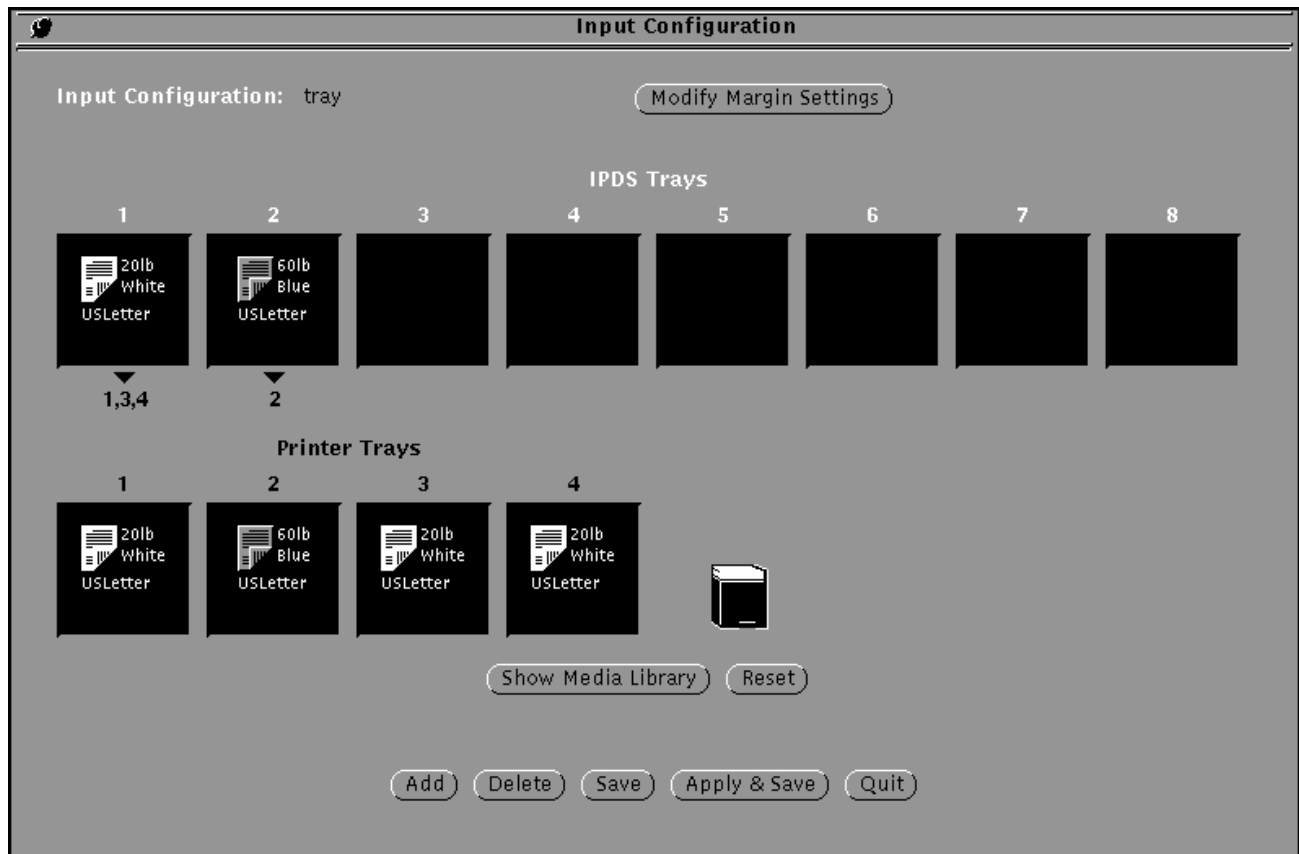 Input Configuration
Input Configuration: tray Modify Margin Settings
IPDS Trays
1 2 3 4 5 6 7 8
20lb 60lb
White Blue
USLetter USLetter
1,3,4 2
Printer Trays
1 2 3 4
20lb 60lb 20lb 20lb
White Blue White White
USLetter USLetter USLetter USLetter
Show Media Library Reset
Add Delete Save Apply & Save Quit